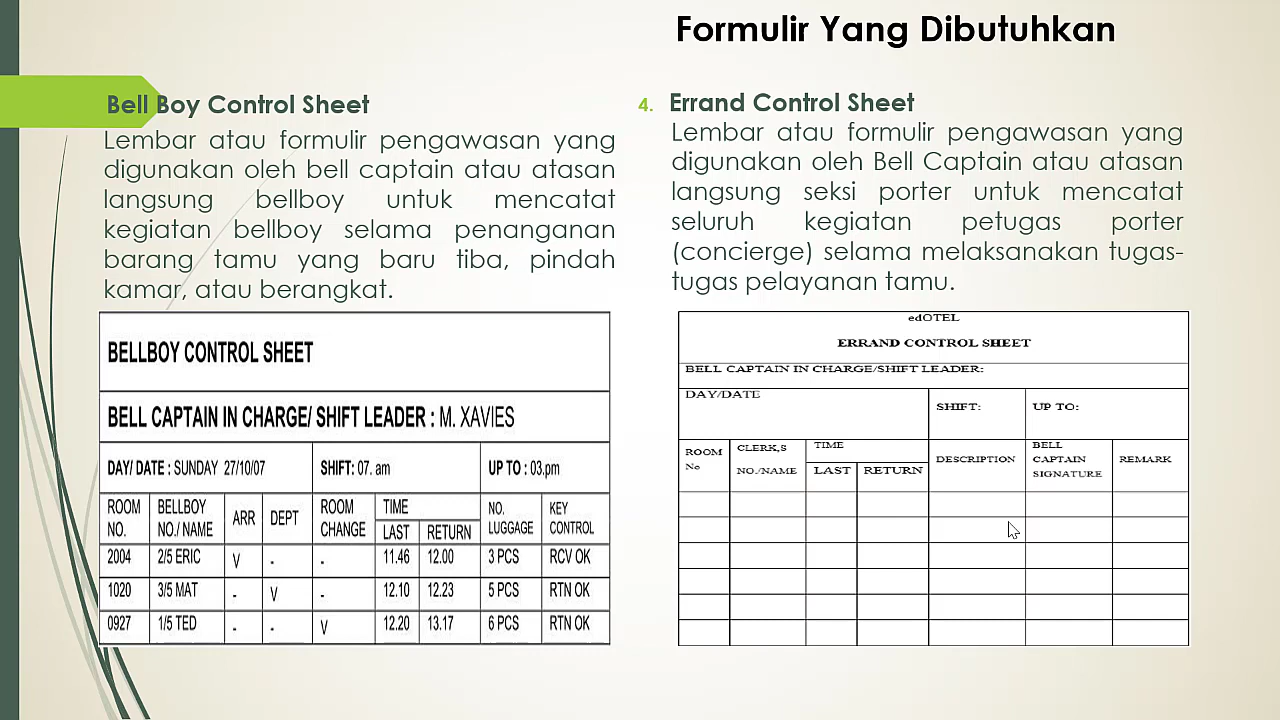 Formulir Yang Dibutuhkan
Bell Boy Control Sheet
Lembar atau formulir pengawasan yang
digunakan oleh bell captain atau atasan
langsung bellboy untuk mencatat
kegiatan bellboy selama penanganan
barang tamu yang baru tiba, pindah
kamar, atau berangkat.
BELLBOY CONTROL SHEET
BELL CAPTAIN IN CHARGE/ SHIFT LEADER : M. XAVIES
DAY/ DATE : SUNDAY 27/10/07 SHIFT: 07. am UP TO : 03.pm
ROOM NO. BELLBOY NO./ NAME ARR DEPT ROOM CHANGE TIME LAST RETURN NO. LUGGAGE KEY CONTROL
2004 2/5 ERIC V - - 11.46 12.00 3 PCS RCV OK
1020 3/5 MAT - V - 12.10 12.23 5 PCS RTN OK
0927 1/5 TED - - V 12.20 13.17 6 PCS RTN OK
4. Errand Control Sheet
Lembar atau formulir pengawasan yang
digunakan oleh Bell Captain atau atasan
langsung seksi porter untuk mencatat
seluruh kegiatan petugas porter
(concierge) selama melaksanakan tugas-
tugas pelayanan tamu.
edOTEL
ERRAND CONTROL SHEET
BELL CAPTAIN IN CHARGE/SHIFT LEADER:
DAY/DATE SHIFT: UP TO:
ROOM No CLERK,S NO./NAME TIME LAST RETURN DESCRIPTION BELL CAPTAIN SIGNATURE REMARK